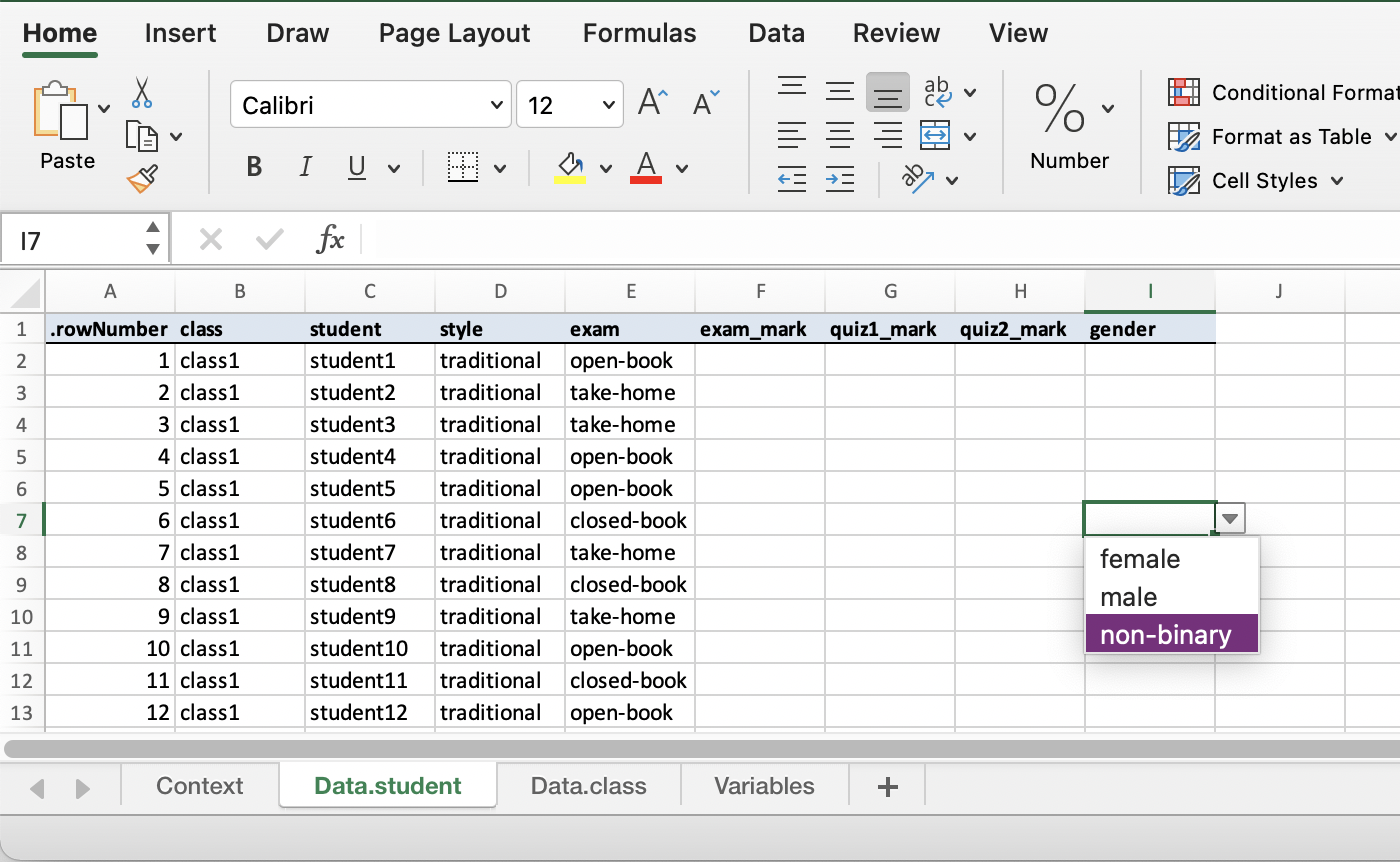 Home Insert Draw Page Layout Formulas Data Review View
Calibri 12 A A ab c % Conditional Format
Paste B I U A ab Number Format as Table
Cell Styles
I7 fx
A B C D E F G H I J
1 .rowNumber class student style exam exam_mark quiz1_mark quiz2_mark gender
2 1 class1 student1 traditional open-book
3 2 class1 student2 traditional take-home
4 3 class1 student3 traditional take-home
5 4 class1 student4 traditional open-book
6 5 class1 student5 traditional open-book
7 6 class1 student6 traditional closed-book
8 7 class1 student7 traditional take-home female
9 8 class1 student8 traditional closed-book male
10 9 class1 student9 traditional take-home non-binary
11 10 class1 student10 traditional open-book
12 11 class1 student11 traditional closed-book
13 12 class1 student12 traditional open-book
Context Data.student Data.class Variables +